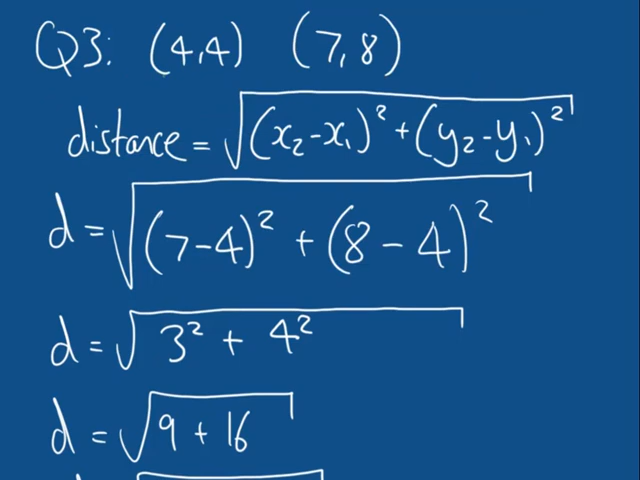 Q3: (4,4) (7,8)
distance = √(x₂-x₁)² + (y₂-y₁)²
d = √(7-4)² + (8-4)²
d = √3² + 4²
d = √9 + 16